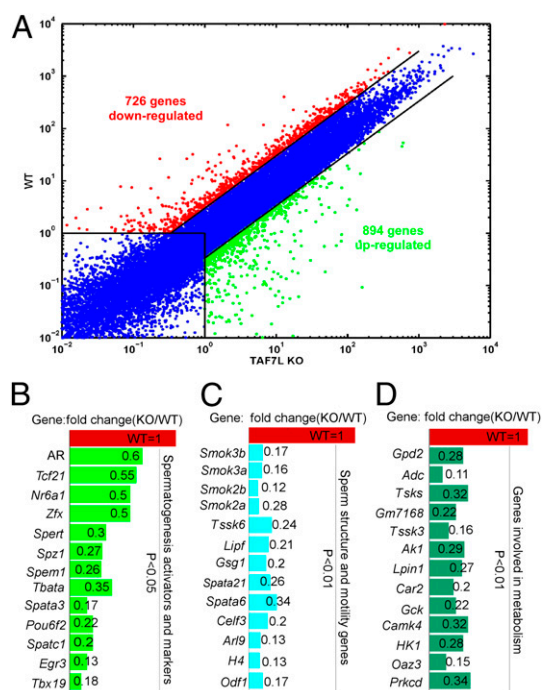 A
10^4
10^3
10^2
10^1
10^0
10^-1
10^-2
WT
726 genes
down-regulated
894 genes
up-regulated
10^-2 10^-1 10^0 10^1 10^2 10^3 10^4
TAF7L KO
B
Gene:fold change(KO/WT)
WT=1
AR 0.6
Tcf21 0.55
Nr6a1 0.5
Zfx 0.5
Spert 0.3
Spz1 0.27
Spem1 0.26
Tbata 0.35
Spata3 0.17
Pou6f2 0.22
Spatc1 0.2
Egr3 0.13
Tbx19 0.18
Spermatogenesis activators and markers
P<0.05
C
Gene: fold change(KO/WT)
WT=1
Smok3b 0.17
Smok3a 0.16
Smok2b 0.12
Smok2a 0.28
Tssk6 0.24
Lipf 0.21
Gsg1 0.2
Spata21 0.26
Spata6 0.34
Celf3 0.2
Arl9 0.13
H4 0.13
Odf1 0.17
Sperm structure and motility genes
P<0.01
D
Gene: fold change(KO/WT)
WT=1
Gpd2 0.28
Adc 0.11
Tsks 0.32
Gm7168 0.22
Tssk3 0.16
Ak1 0.29
Lpin1 0.27
Car2 0.2
Gck 0.22
Camk4 0.32
HK1 0.28
Oaz3 0.15
Prkcd 0.34
Genes involved in metabolism
P<0.01